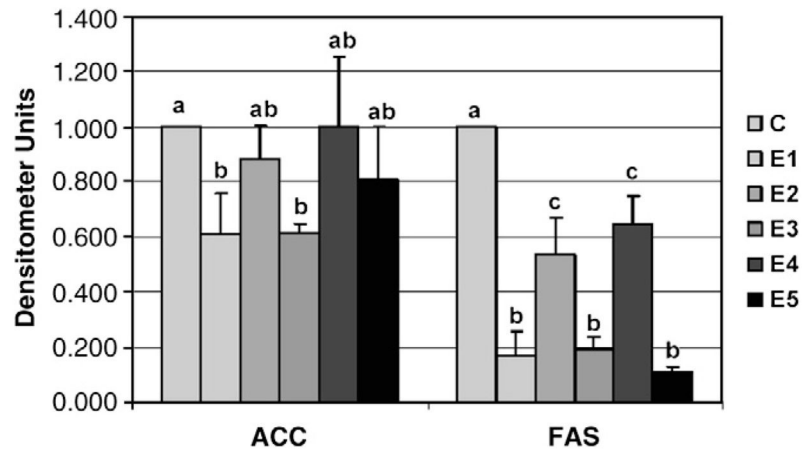 Densitometer Units
1.400
1.200
1.000
0.800
0.600
0.400
0.200
0.000
a
b
ab
b
ab
ab
a
b
c
b
c
b
ACC
FAS
C
E1
E2
E3
E4
E5